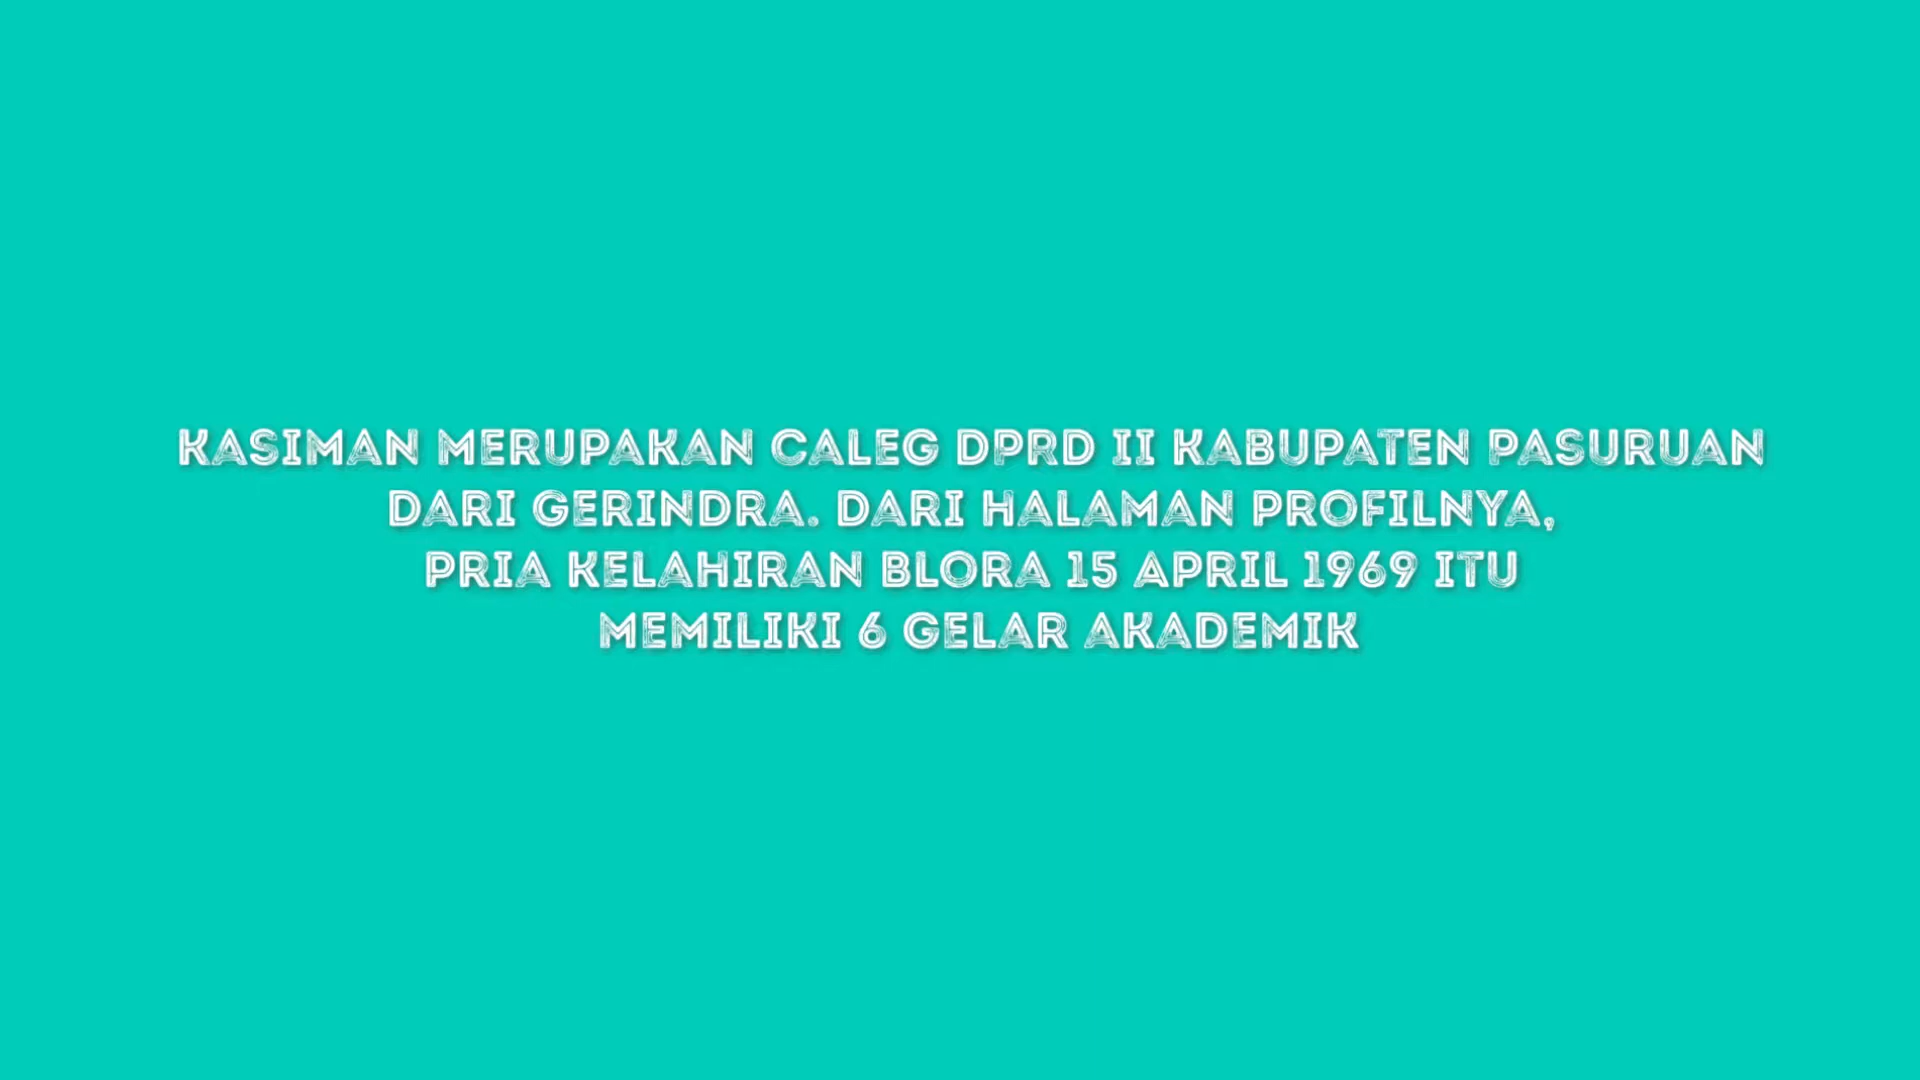 KASIMAN MERUPAKAN CALEG DPRD II KABUPATEN PASURUAN
DARI GERINDRA. DARI HALAMAN PROFILNYA,
PRIA KELAHIRAN BLORA 15 APRIL 1969 ITU
MEMILIKI 6 GELAR AKADEMIK